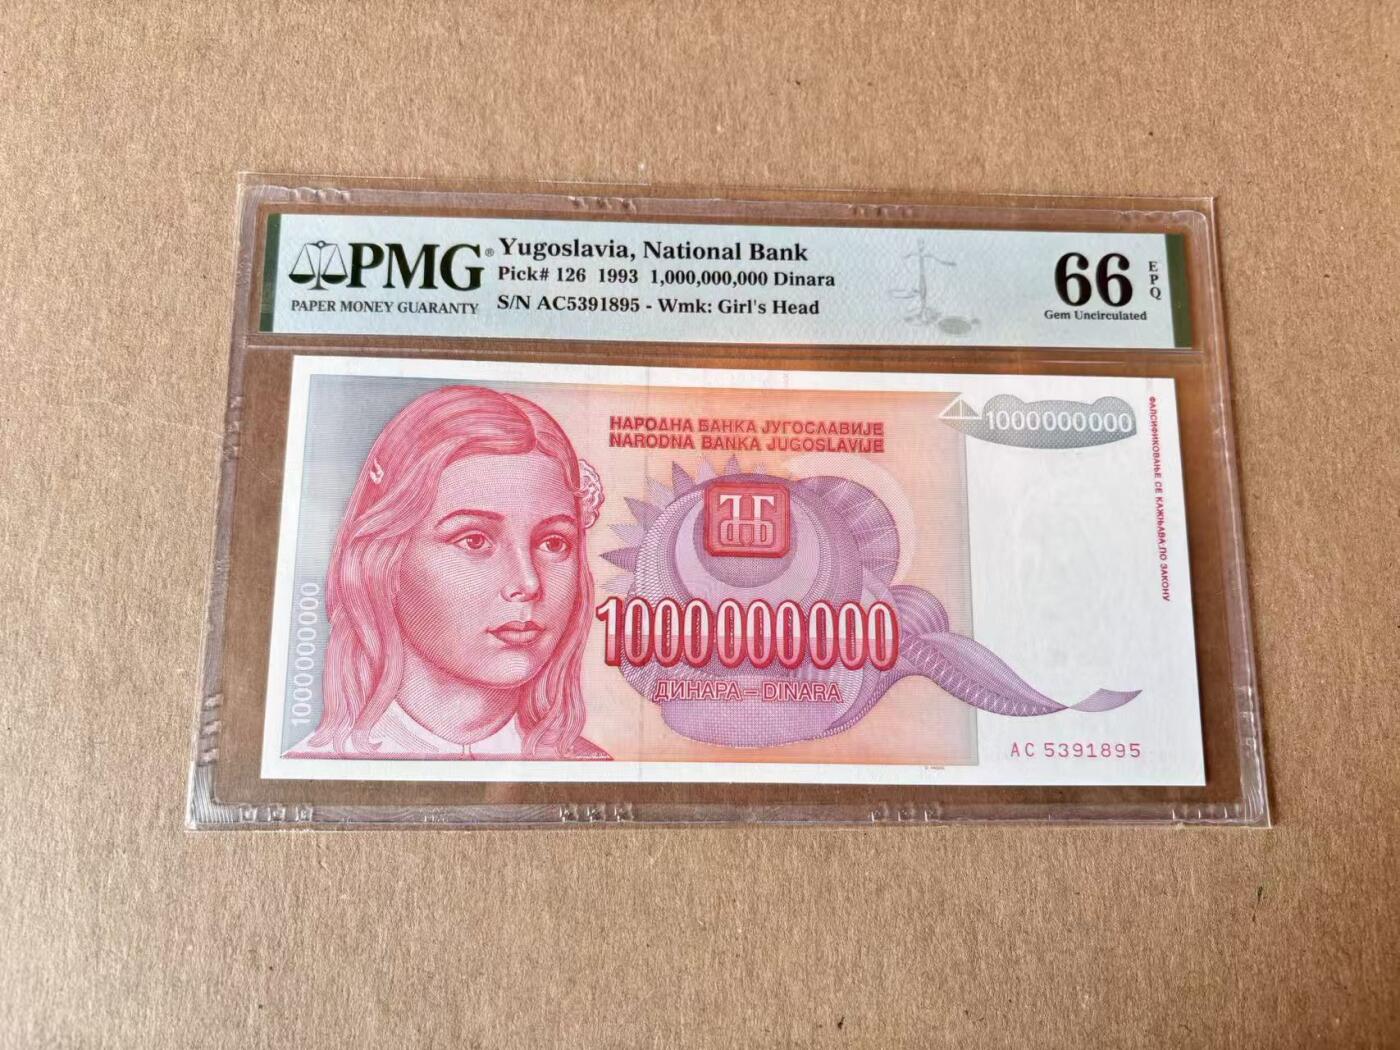 PMG®
PAPER MONEY GUARANTY
Yugoslavia, National Bank
Pick# 126 1993 1,000,000,000 Dinara
S/N AC5391895 - Wmk: Girl's Head
66
EPQ
Gem Uncirculated
НАРОДНА БАНКА ЈУГОСЛАВИЈЕ
NARODNA BANKA JUGOSLAVIJE
1000000000
ФАЛСИФИКОВАЊЕ СЕ КАЖЊАВА ПО ЗАКОНУ
1000000000
1000000000
ДИНАРА – DINARA
AC 5391895